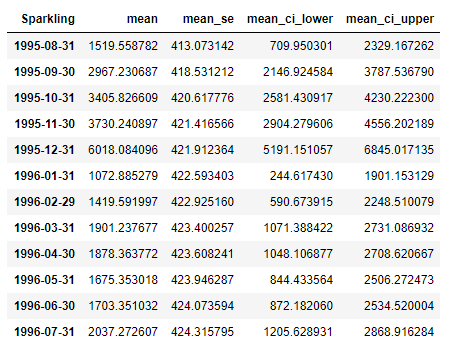 Sparkling mean mean_se mean_ci_lower mean_ci_upper
1995-08-31 1519.558782 413.073142 709.950301 2329.167262
1995-09-30 2967.230687 418.531212 2146.924584 3787.536790
1995-10-31 3405.826609 420.617776 2581.430917 4230.222300
1995-11-30 3730.240897 421.416566 2904.279606 4556.202189
1995-12-31 6018.084096 421.912364 5191.151057 6845.017135
1996-01-31 1072.885279 422.593403 244.617430 1901.153129
1996-02-29 1419.591997 422.925160 590.673915 2248.510079
1996-03-31 1901.237677 423.400257 1071.388422 2731.086932
1996-04-30 1878.363772 423.608241 1048.106877 2708.620667
1996-05-31 1675.353018 423.946287 844.433564 2506.272473
1996-06-30 1703.351032 424.073594 872.182060 2534.520004
1996-07-31 2037.272607 424.315795 1205.628931 2868.916284